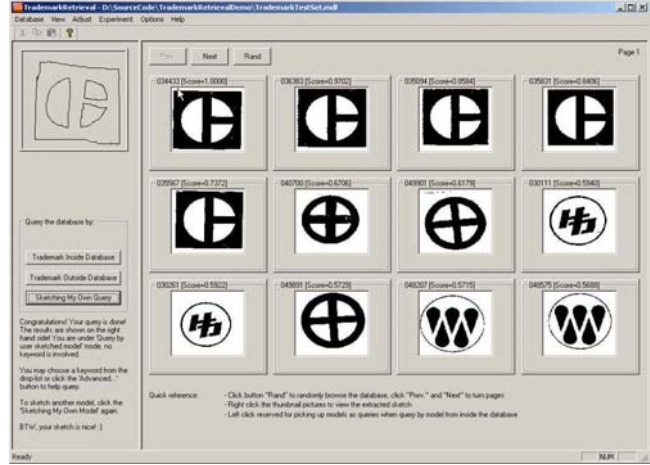 TrademarkRetrieval - D:\SourceCode\TrademarkRetrievalDemo\TrademarkTestSet.mdf
Database View Adjust Experiment Options Help
Prev Next Rand
Page 1
034433 [Score=1.0000] 036383 [Score=0.9702] 035094 [Score=0.8584] 035831 [Score=0.8406]
035967 [Score=0.7372] 040700 [Score=0.6706] 049901 [Score=0.6179] 030111 [Score=0.5940]
030261 [Score=0.5922] 049891 [Score=0.5729] 048207 [Score=0.5715] 048575 [Score=0.5688]
Query the database by:
Trademark Inside Database
Trademark Outside Database
Sketching My Own Query
Congratulations! Your query is done!
The results are shown on the right
hand side! You are under 'Query by
user sketched model' mode, no
keyword is involved.
You may choose a keyword from the
drop-list or click the 'Advanced...'
button to help query.
To sketch another model, click the
'Sketching My Own Model' again.
BTW, your sketch is nice! :)
Quick reference: - Click button "Rand" to randomly browse the database, click "Prev." and "Next" to turn pages
- Right click the thumbnail pictures to view the extracted sketch
- Left click reserved for picking up models as queries when query by model from inside the database
Ready
NUM